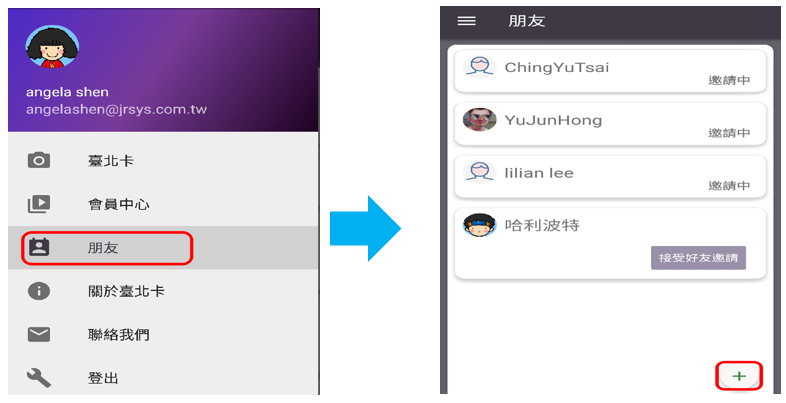 angela shen
angelashen@jrsys.com.tw
臺北卡
會員中心
朋友
關於臺北卡
聯絡我們
登出
朋友
ChingYuTsai
邀請中
YuJunHong
邀請中
lilian lee
邀請中
哈利波特
接受好友邀請
+